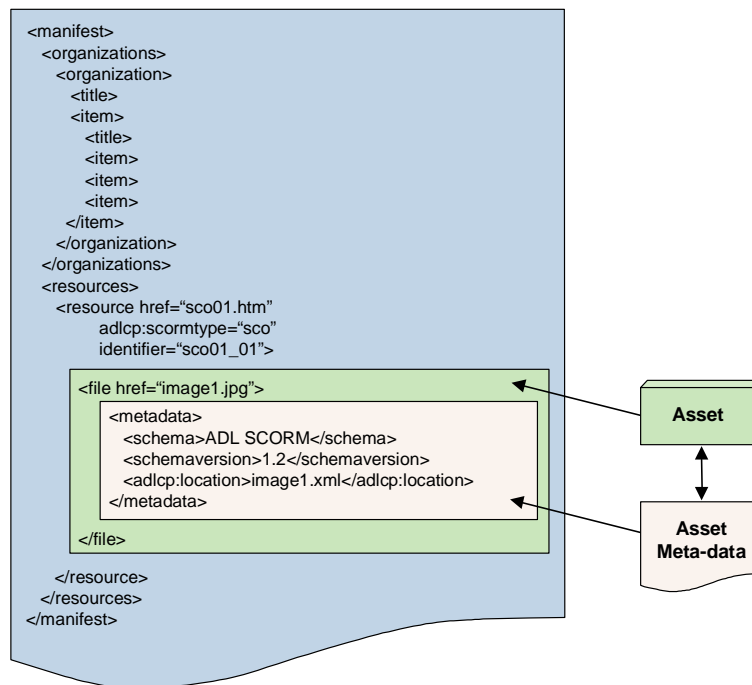 <manifest>
<organizations>
<organization>
<title>
<item>
<title>
<item>
<item>
<item>
</item>
</organization>
</organizations>
<resources>
<resource href=“sco01.htm”
adlcp:scormtype=“sco”
identifier=“sco01_01”>
<file href=“image1.jpg”>
<metadata>
<schema>ADL SCORM</schema>
<schemaversion>1.2</schemaversion>
<adlcp:location>image1.xml</adlcp:location>
</metadata>
</file>
</resource>
</resources>
</manifest>
Asset
Asset
Meta-data